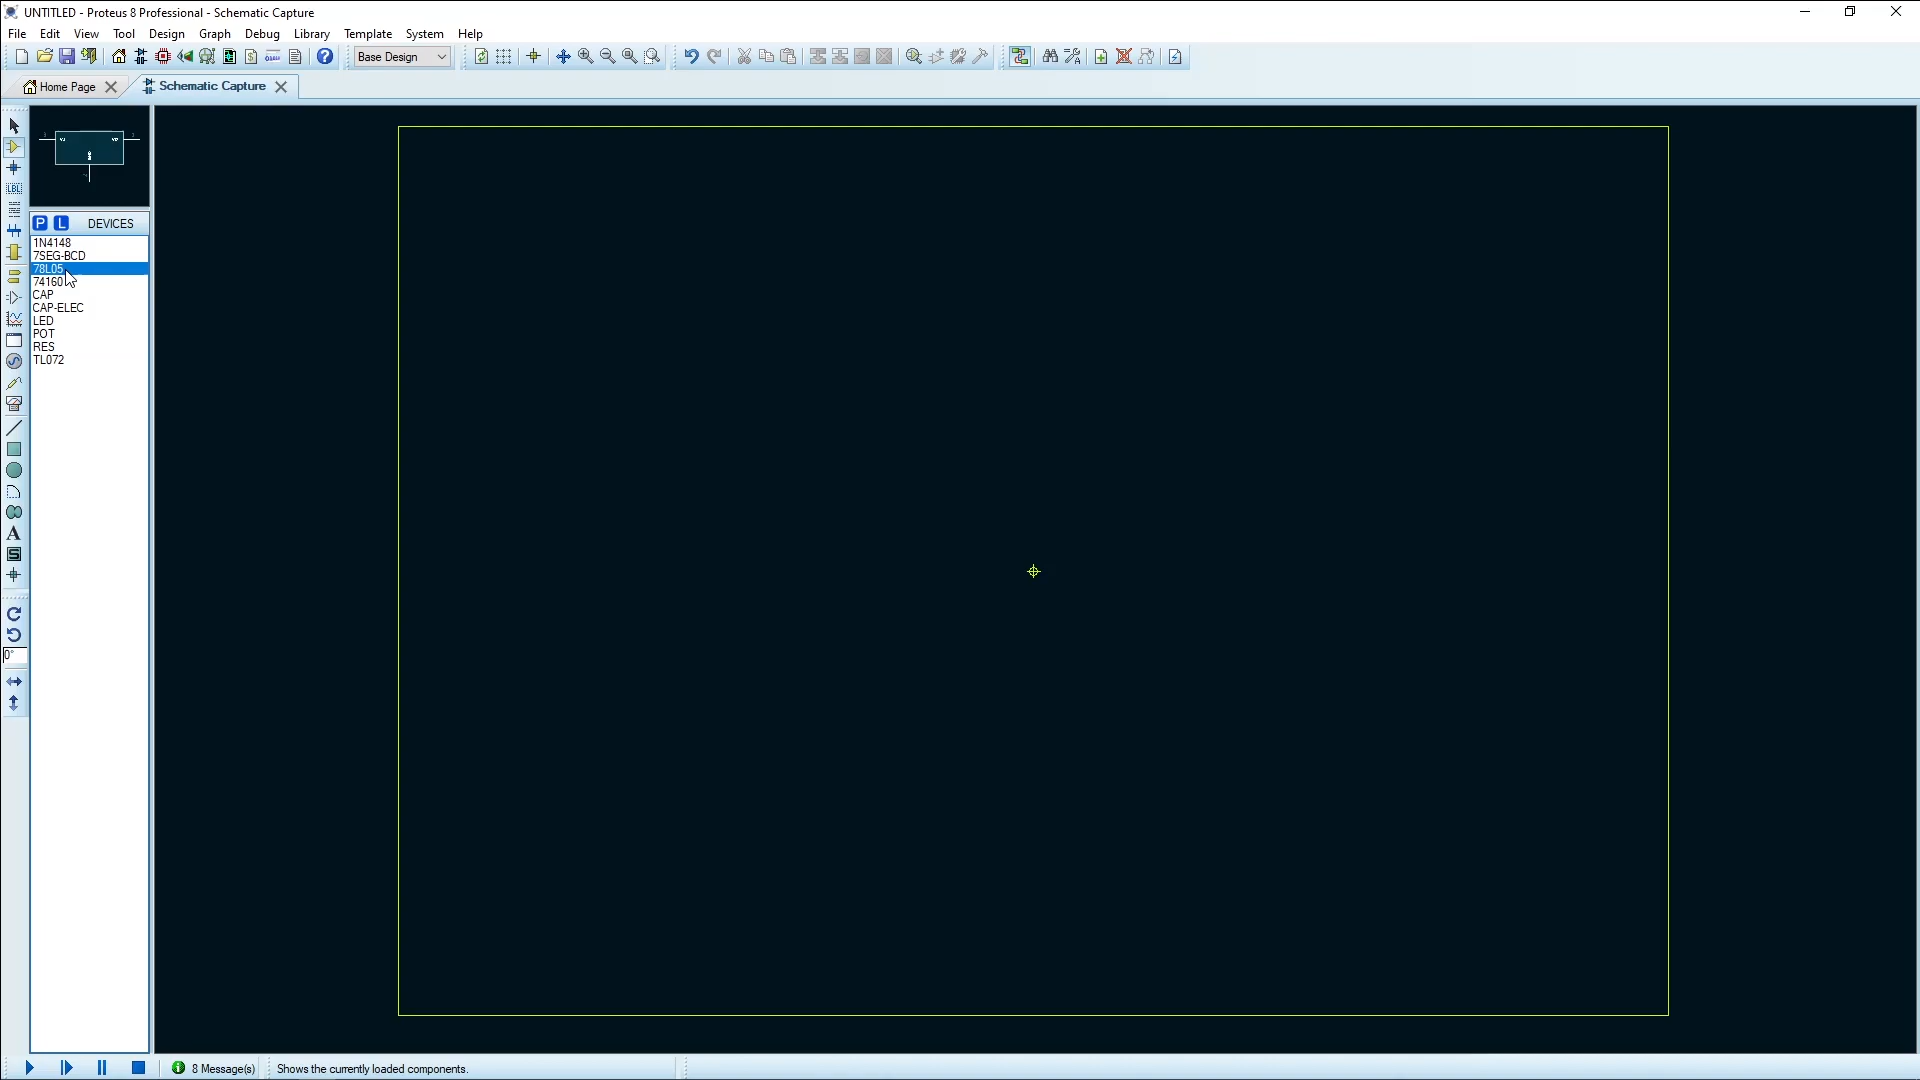 UNTITLED - Proteus 8 Professional - Schematic Capture
File Edit View Tool Design Graph Debug Library Template System Help
Base Design
Home Page Schematic Capture
P L DEVICES
1N4148
7SEG-BCD
78L05
74160
CAP
CAP-ELEC
LED
POT
RES
TL072
LBL
A
S
0°
8 Message(s) Shows the currently loaded components.